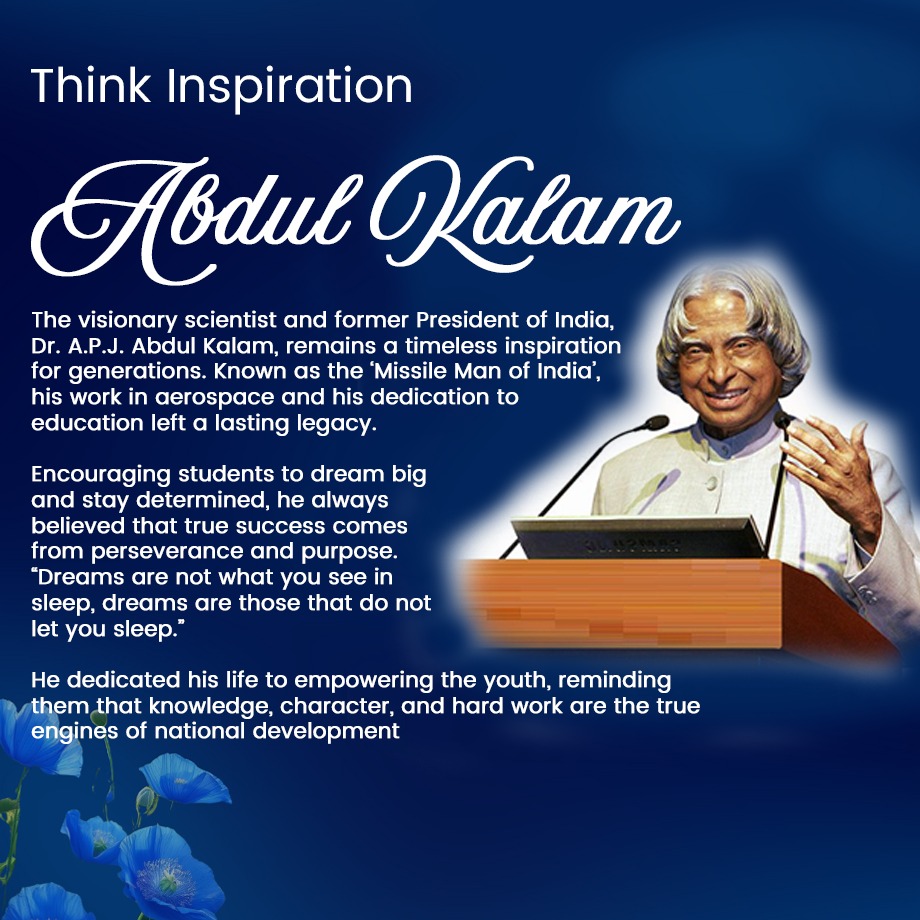 Think Inspiration
Abdul Kalam
The visionary scientist and former President of India,
Dr. A.P.J. Abdul Kalam, remains a timeless inspiration
for generations. Known as the ‘Missile Man of India’,
his work in aerospace and his dedication to
education left a lasting legacy.
Encouraging students to dream big
and stay determined, he always
believed that true success comes
from perseverance and purpose.
“Dreams are not what you see in
sleep, dreams are those that do not
let you sleep.”
He dedicated his life to empowering the youth, reminding
them that knowledge, character, and hard work are the true
engines of national development